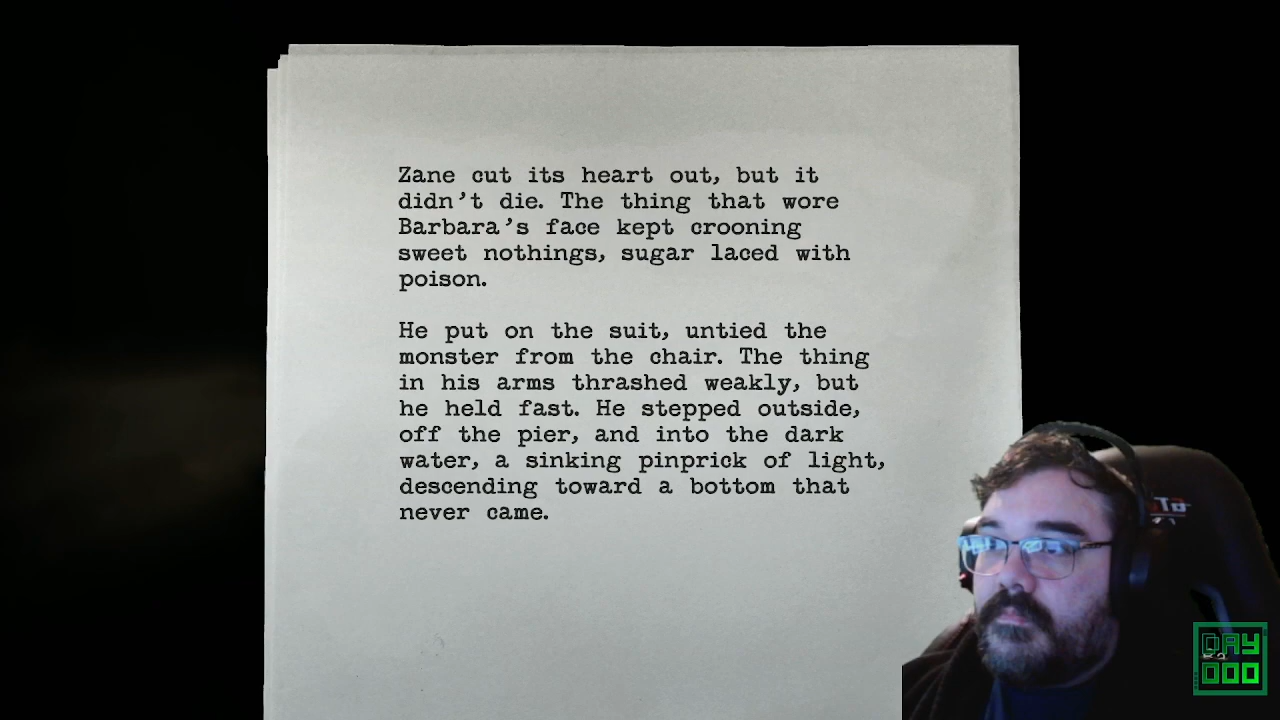 Zane cut its heart out, but it
didn’t die. The thing that wore
Barbara’s face kept crooning
sweet nothings, sugar laced with
poison.
He put on the suit, untied the
monster from the chair. The thing
in his arms thrashed weakly, but
he held fast. He stepped outside,
off the pier, and into the dark
water, a sinking pinprick of light,
descending toward a bottom that
never came.
DAY
000